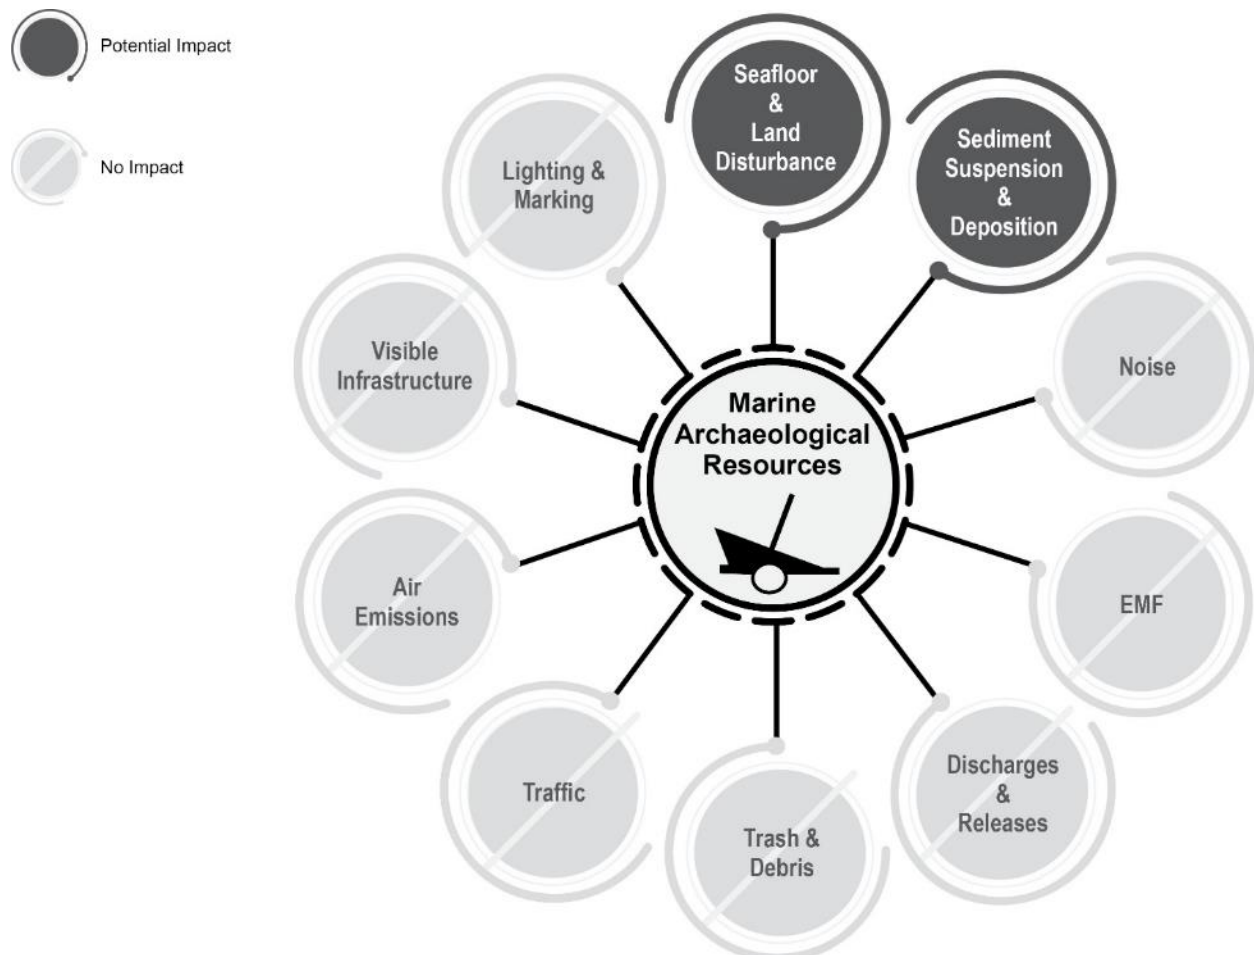 Potential Impact
No Impact
Seafloor
&
Land
Disturbance
Sediment
Suspension
&
Deposition
Noise
EMF
Discharges
&
Releases
Trash &
Debris
Traffic
Air
Emissions
Visible
Infrastructure
Lighting &
Marking
Marine
Archaeological
Resources